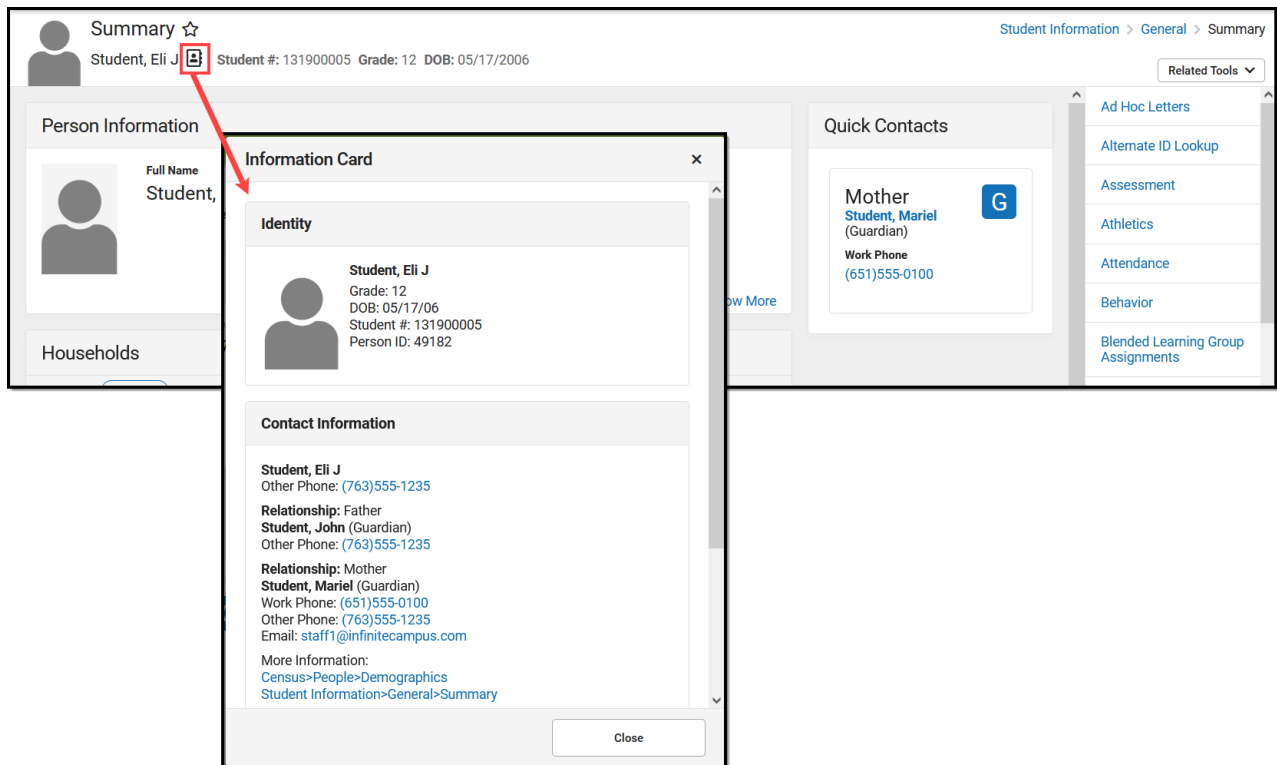 Summary
Student, Eli J Student #: 131900005 Grade: 12 DOB: 05/17/2006
Student Information > General > Summary
Related Tools
Person Information
Full Name
Student,
Show More
Households
Quick Contacts
Mother
G
Student, Mariel
(Guardian)
Work Phone
(651)555-0100
Ad Hoc Letters
Alternate ID Lookup
Assessment
Athletics
Attendance
Behavior
Blended Learning Group
Assignments
Information Card
×
Identity
Student, Eli J
Grade: 12
DOB: 05/17/06
Student #: 131900005
Person ID: 49182
Contact Information
Student, Eli J
Other Phone: (763)555-1235
Relationship: Father
Student, John (Guardian)
Other Phone: (763)555-1235
Relationship: Mother
Student, Mariel (Guardian)
Work Phone: (651)555-0100
Other Phone: (763)555-1235
Email: staff1@infinitecampus.com
More Information:
Census>People>Demographics
Student Information>General>Summary
Close